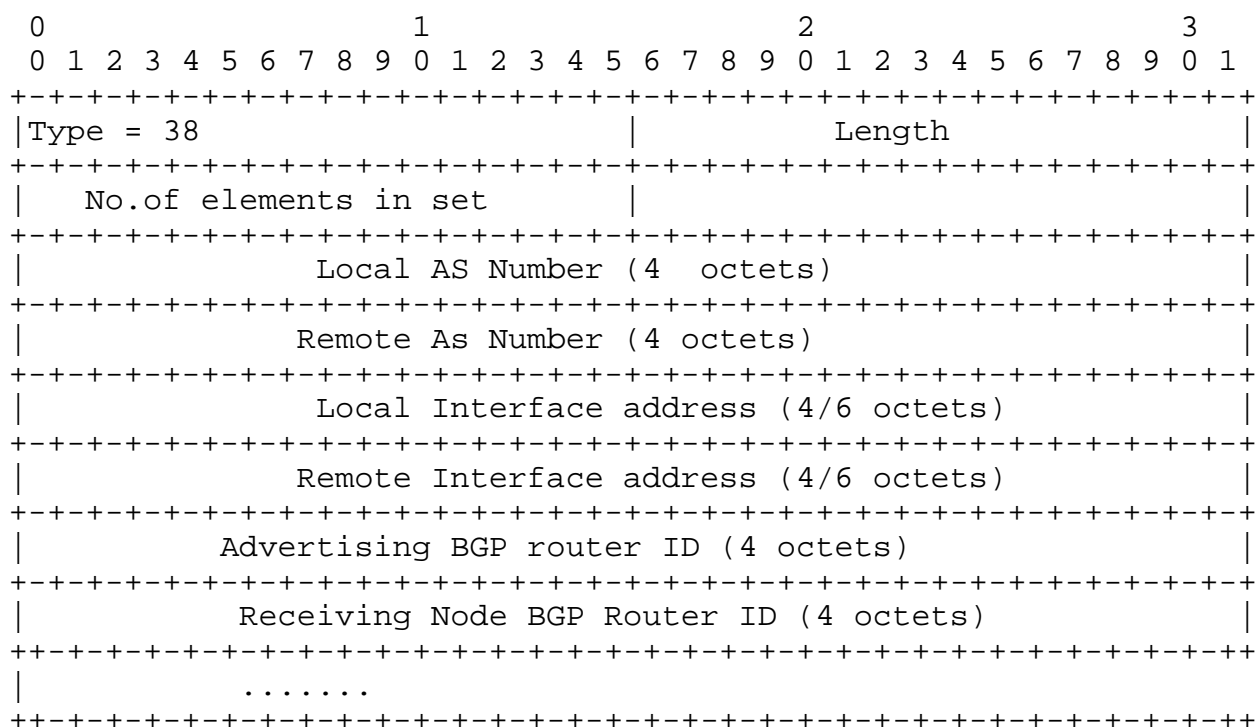 0                   1                   2                   3
 0 1 2 3 4 5 6 7 8 9 0 1 2 3 4 5 6 7 8 9 0 1 2 3 4 5 6 7 8 9 0 1
+-+-+-+-+-+-+-+-+-+-+-+-+-+-+-+-+-+-+-+-+-+-+-+-+-+-+-+-+-+-+-+-+
|Type = 38                      |          Length               |
+-+-+-+-+-+-+-+-+-+-+-+-+-+-+-+-+-+-+-+-+-+-+-+-+-+-+-+-+-+-+-+-+
|   No.of elements in set       |                               |
+-+-+-+-+-+-+-+-+-+-+-+-+-+-+-+-+-+-+-+-+-+-+-+-+-+-+-+-+-+-+-+-+
|               Local AS Number (4  octets)                     |
+-+-+-+-+-+-+-+-+-+-+-+-+-+-+-+-+-+-+-+-+-+-+-+-+-+-+-+-+-+-+-+-+
|              Remote As Number (4 octets)                      |
+-+-+-+-+-+-+-+-+-+-+-+-+-+-+-+-+-+-+-+-+-+-+-+-+-+-+-+-+-+-+-+-+
|               Local Interface address (4/6 octets)            |
+-+-+-+-+-+-+-+-+-+-+-+-+-+-+-+-+-+-+-+-+-+-+-+-+-+-+-+-+-+-+-+-+
|              Remote Interface address (4/6 octets)            |
+-+-+-+-+-+-+-+-+-+-+-+-+-+-+-+-+-+-+-+-+-+-+-+-+-+-+-+-+-+-+-+-+
|          Advertising BGP router ID (4 octets)                 |
+-+-+-+-+-+-+-+-+-+-+-+-+-+-+-+-+-+-+-+-+-+-+-+-+-+-+-+-+-+-+-+-+
|           Receiving Node BGP Router ID (4 octets)             |
++-+-+-+-+-+-+-+-+-+-+-+-+-+-+-+-+-+-+-+-+-+-+-+-+-+-+-+-+-+-+-++
|           .......
++-+-+-+-+-+-+-+-+-+-+-+-+-+-+-+-+-+-+-+-+-+-+-+-+-+-+-+-+-+-+-++